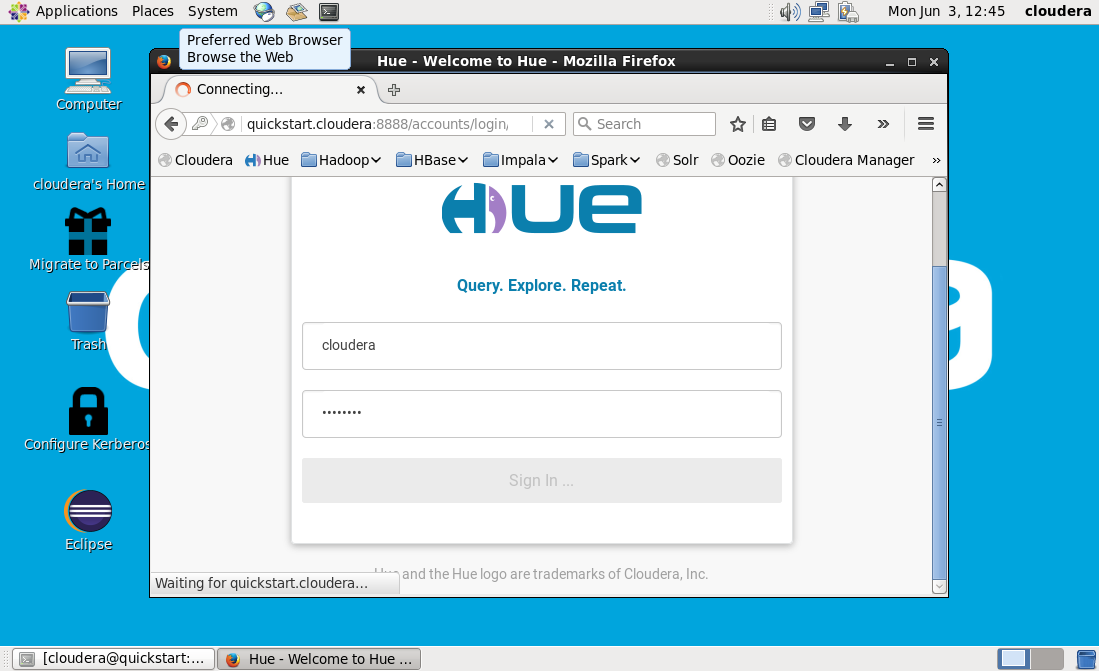 Applications Places System
Mon Jun 3, 12:45 cloudera
Preferred Web Browser
Browse the Web
Hue - Welcome to Hue - Mozilla Firefox
Connecting...
quickstart.cloudera:8888/accounts/login/
Search
Cloudera Hue Hadoop HBase Impala Spark Solr Oozie Cloudera Manager »
Computer
cloudera's Home
Migrate to Parcels
Trash
Configure Kerberos
Eclipse
HUE
Query. Explore. Repeat.
cloudera
••••••••
Sign In ...
Hue and the Hue logo are trademarks of Cloudera, Inc.
Waiting for quickstart.cloudera...
[cloudera@quickstart:... Hue - Welcome to Hue ...